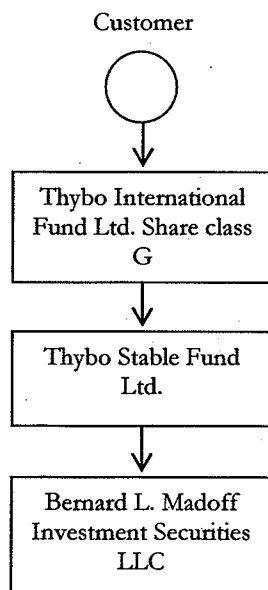 Customer
Thybo International
Fund Ltd. Share class
G
Thybo Stable Fund
Ltd.
Bernard L. Madoff
Investment Securities
LLC